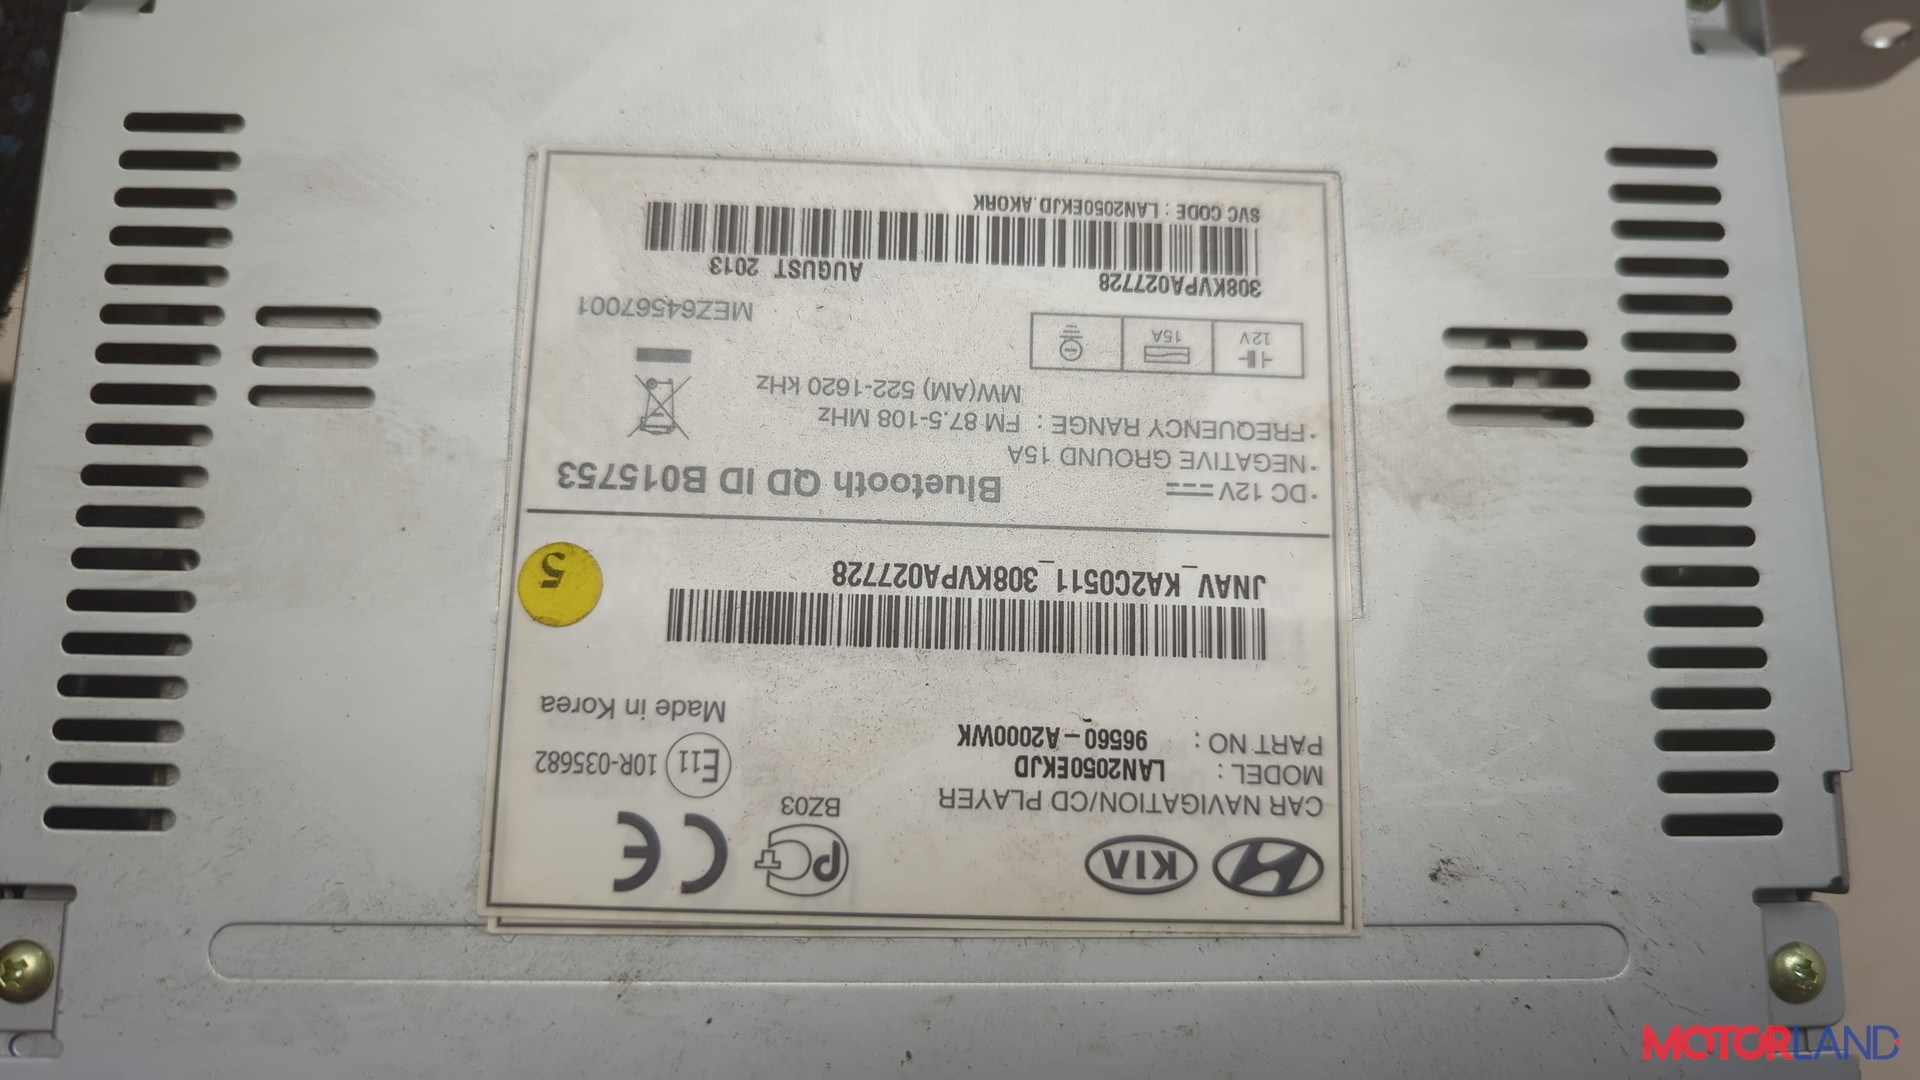 KIA
CAR NAVIGATION/CD PLAYER
MODEL : LAN2050EKJD
PART NO : 96560-A2000WK
PC
BZ03
CE
E11 10R-035682
Made in Korea
JNAV_KA2C0511_308KVPA027728
5
·DC 12V
Bluetooth QD ID B015753
·NEGATIVE GROUND 15A
·FREQUENCY RANGE : FM 87.5-108 MHz
MW(AM) 522-1620 kHz
12V
15A
MEZ64567001
308KVPA027728
AUGUST 2013
SVC CODE : LAN2050EKJD.AKORK
MOTORLAND